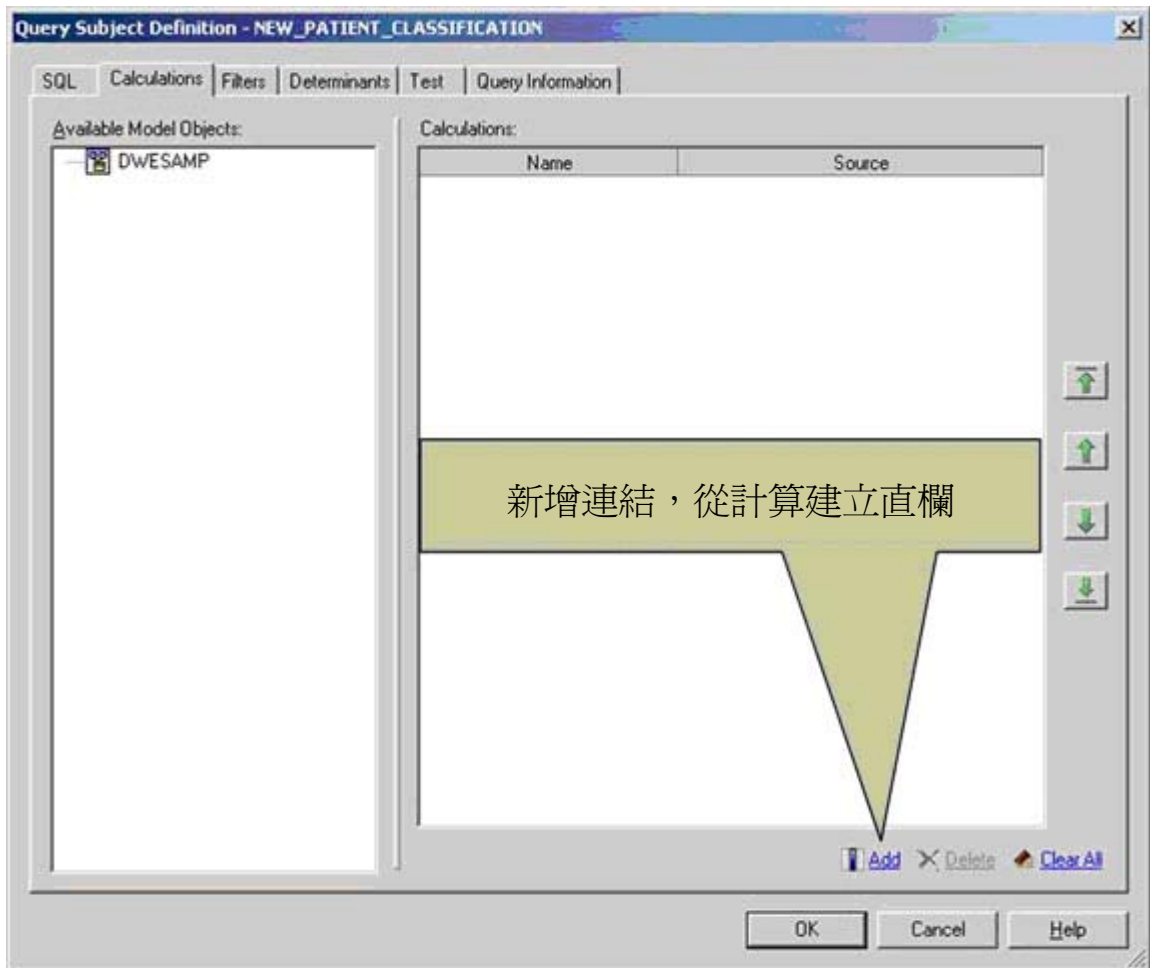 Query Subject Definition - NEW_PATIENT_CLASSIFICATION
SQL Calculations Filters Determinants Test Query Information
Available Model Objects:
DWESAMP
Calculations:
Name Source
新增連結，從計算建立直欄
Add Delete Clear All
OK Cancel Help